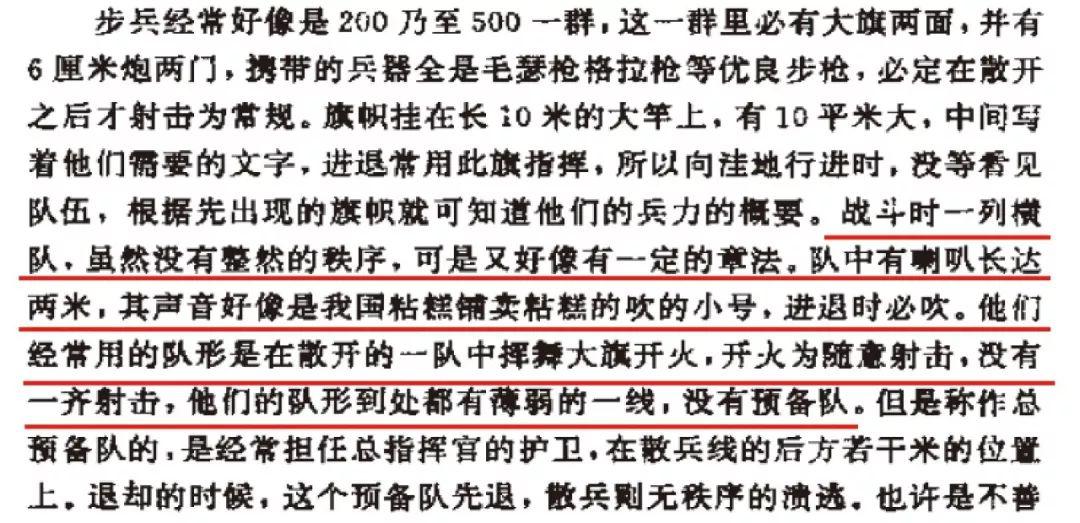 步兵经常好像是200乃至500一群，这一群里必有大旗两面，并有
6厘米炮两门，携带的兵器全是毛瑟枪格拉枪等优良步枪，必定在散开
之后才射击为常规。旗帜挂在长10米的大竿上，有10平米大，中间写
着他们需要的文字，进退常用此旗指挥，所以向洼地行进时，没等看见
队伍，根据先出现的旗帜就可知道他们的兵力的概要。战斗时一列横
队，虽然没有整然的秩序，可是又好像有一定的章法。队中有喇叭长达
两米，其声音好像是我国粘糕铺卖粘糕的吹的小号，进退时必吹。他们
经常用的队形是在散开的一队中挥舞大旗开火，开火为随意射击，没有
一齐射击，他们的队形到处都有薄弱的一线，没有预备队。但是称作总
预备队的，是经常担任总指挥官的护卫，在散兵线的后方若干米的位置
上。退却的时候，这个预备队先退，散兵则无秩序的溃逃。也许是不善